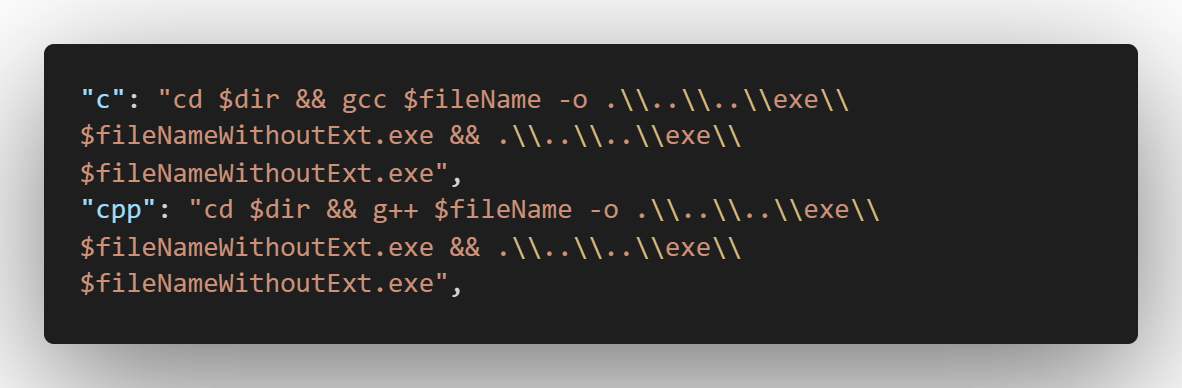 "c": "cd $dir && gcc $fileName -o .\\..\\..\\exe\\
$fileNameWithoutExt.exe && .\\..\\..\\exe\\
$fileNameWithoutExt.exe",
"cpp": "cd $dir && g++ $fileName -o .\\..\\..\\exe\\
$fileNameWithoutExt.exe && .\\..\\..\\exe\\
$fileNameWithoutExt.exe",